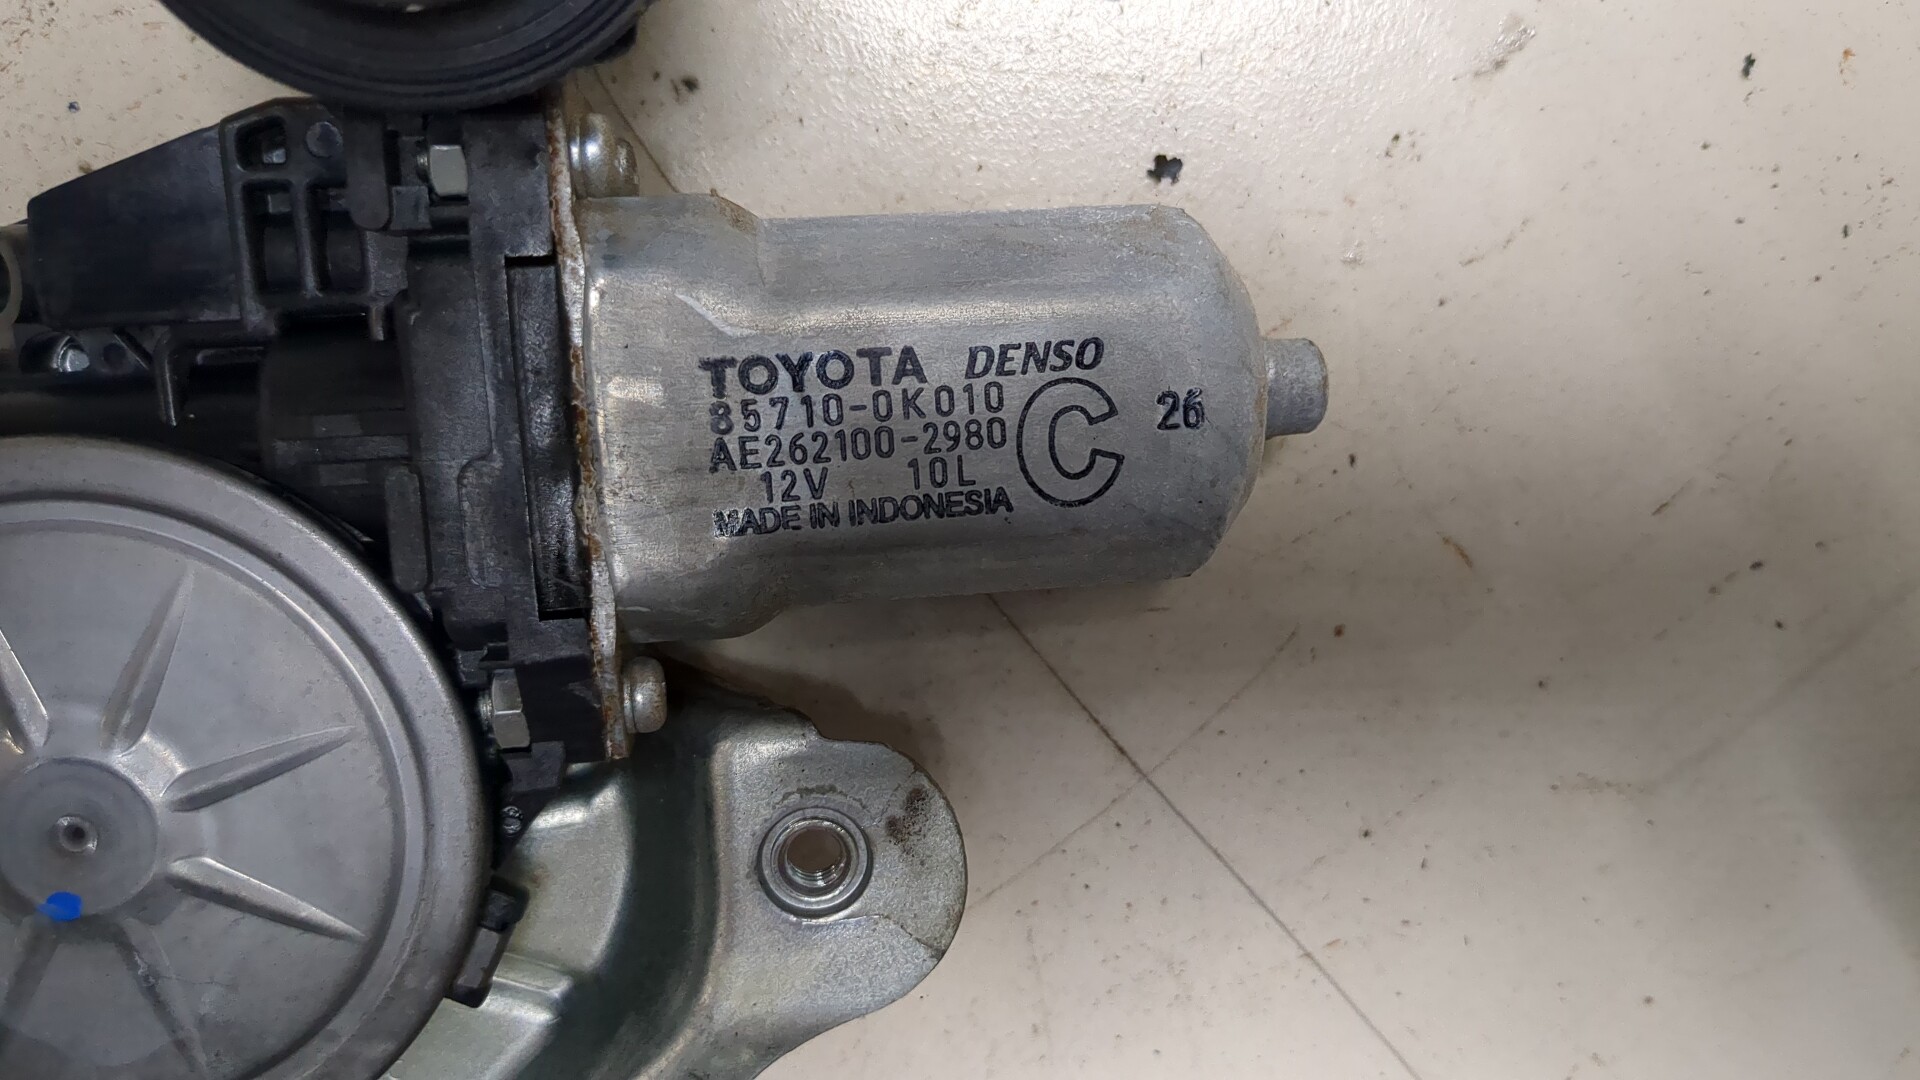 TOYOTA DENSO
85710-0K010
AE262100-2980
12V 10L
MADE IN INDONESIA
C
26